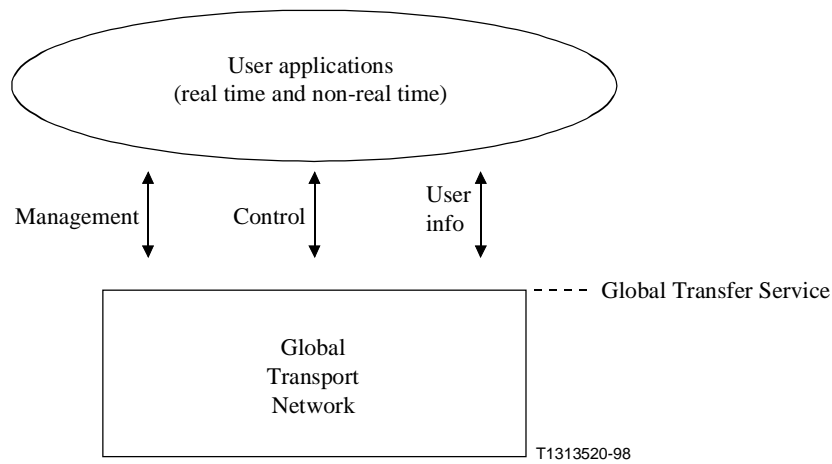 User applications
(real time and non-real time)
Management
Control
User
info
Global Transfer Service
Global
Transport
Network
T1313520-98